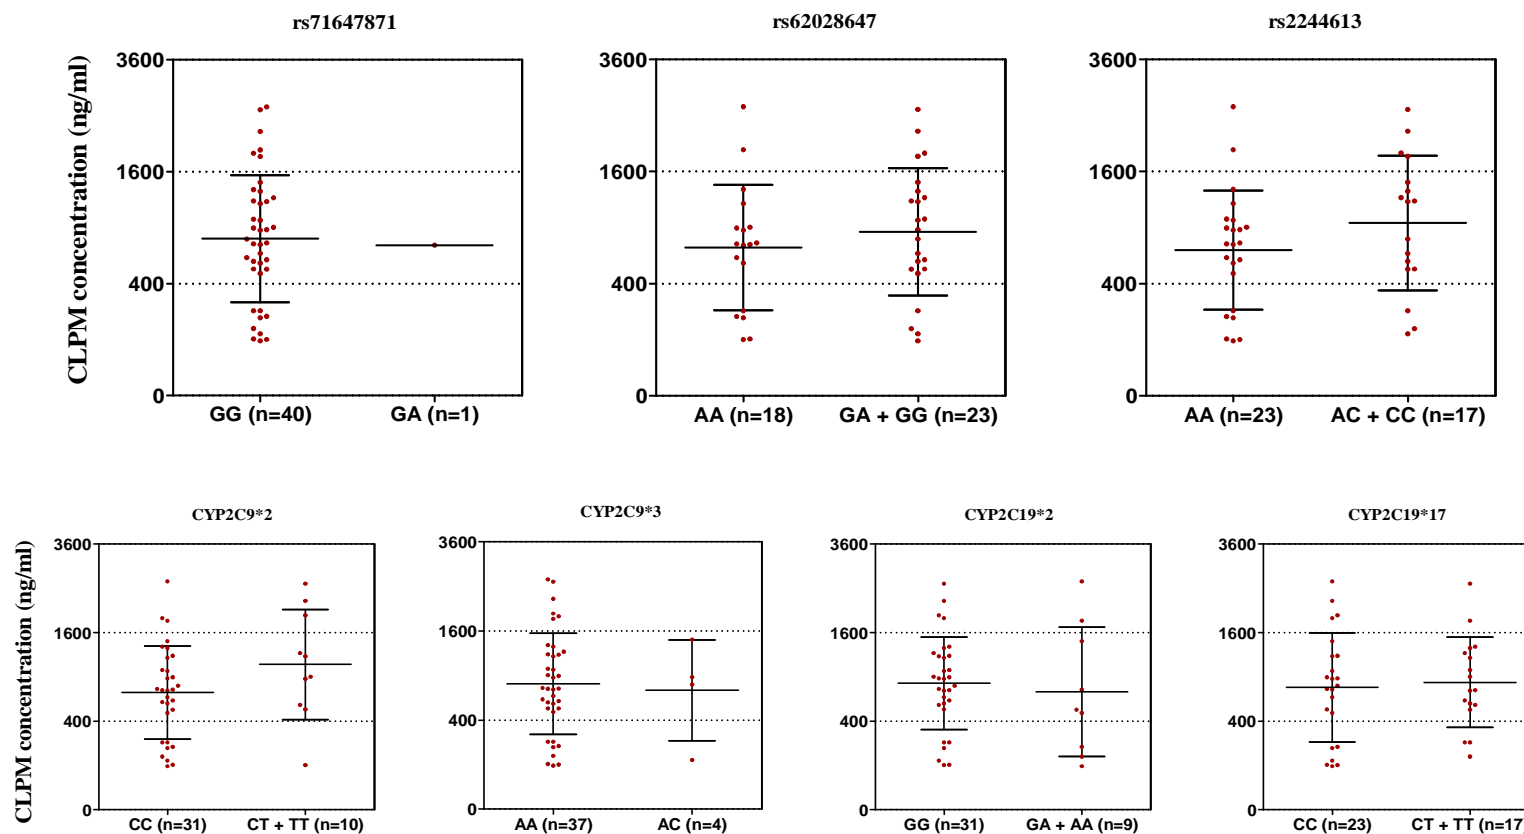 rs71647871
rs62028647
rs2244613
CLPM concentration (ng/ml)
3600
1600
400
0
GG (n=40)
GA (n=1)
3600
1600
400
0
AA (n=18)
GA + GG (n=23)
3600
1600
400
0
AA (n=23)
AC + CC (n=17)
CYP2C9*2
CYP2C9*3
CYP2C19*2
CYP2C19*17
CLPM concentration (ng/ml)
3600
1600
400
0
CC (n=31)
CT + TT (n=10)
3600
1600
400
0
AA (n=37)
AC (n=4)
3600
1600
400
0
GG (n=31)
GA + AA (n=9)
3600
1600
400
0
CC (n=23)
CT + TT (n=17